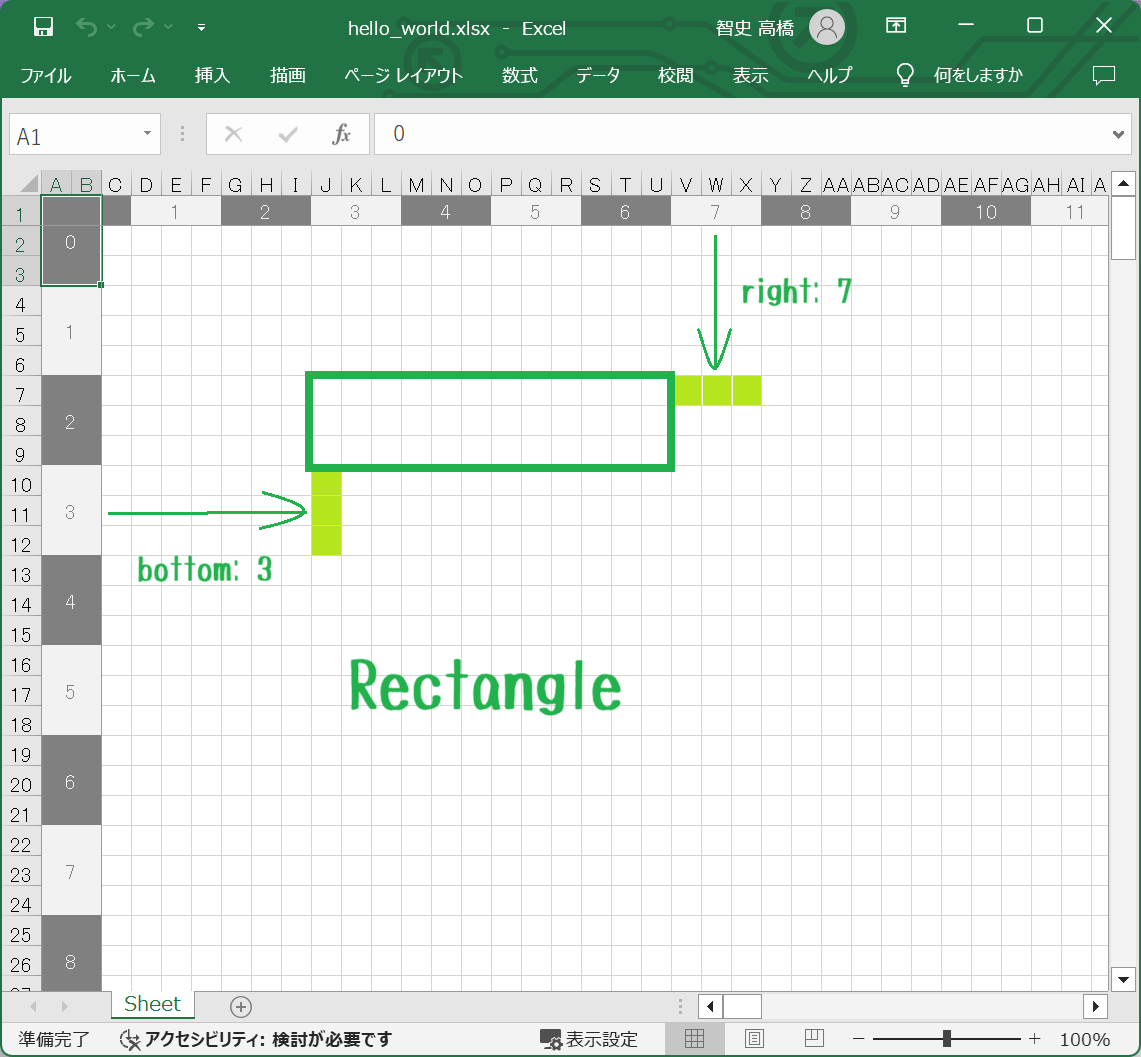 hello_world.xlsx - Excel
智史 高橋
ファイル ホーム 挿入 描画 ページ レイアウト 数式 データ 校閲 表示 ヘルプ 何をしますか
A1 fx 0
A B C D E F G H I J K L M N O P Q R S T U V W X Y Z AA AB AC AD AE AF AG AH AI A
1 1 2 3 4 5 6 7 8 9 10 11
2 0
3
right: 7
4
5 1
6
7
8 2
9
10
11 3
12
bottom: 3
13
14 4
15
16
Rectangle
17 5
18
19
20 6
21
22
23 7
24
25
26 8
27
Sheet
準備完了 アクセシビリティ: 検討が必要です 表示設定 100%